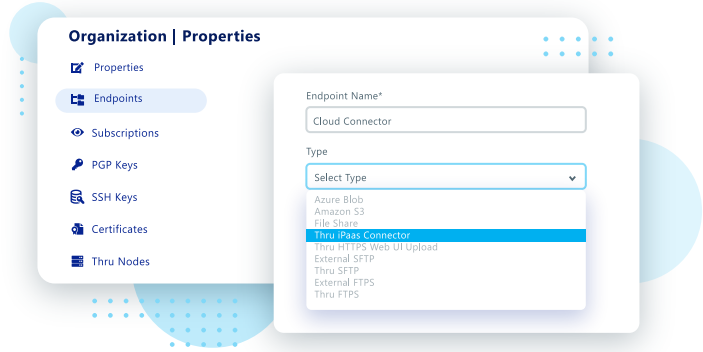 Organization | Properties
Properties
Endpoints
Subscriptions
PGP Keys
SSH Keys
Certificates
Thru Nodes
Endpoint Name*
Cloud Connector
Type
Select Type
Azure Blob
Amazon S3
File Share
Thru iPaas Connector
Thru HTTPS Web UI Upload
External SFTP
Thru SFTP
External FTPS
Thru FTPS